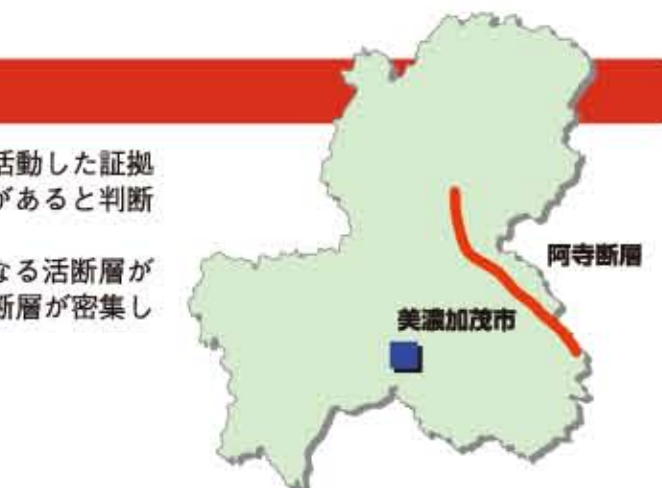 活動した証拠
があると判断
なる活断層が
断層が密集し
阿寺断層
美濃加茂市